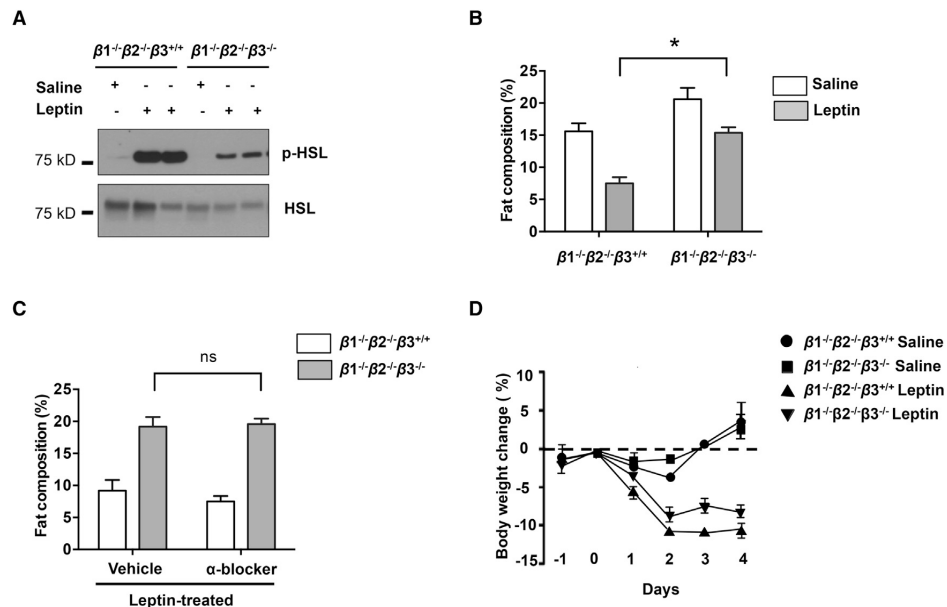 A
β1-/-β2-/-β3+/+ β1-/-β2-/-β3-/-
Saline + - - + - -
Leptin - + + - + +
75 kD p-HSL
75 kD HSL
B
*
Fat composition (%)
25
20
15
10
5
0
Saline
Leptin
β1-/-β2-/-β3+/+ β1-/-β2-/-β3-/-
C
β1-/-β2-/-β3+/+
β1-/-β2-/-β3-/-
ns
Fat composition (%)
25
20
15
10
5
0
Vehicle α-blocker
Leptin-treated
D
β1-/-β2-/-β3+/+ Saline
β1-/-β2-/-β3-/- Saline
β1-/-β2-/-β3+/+ Leptin
β1-/-β2-/-β3-/- Leptin
Body weight change ( %)
10
5
0
-5
-10
-15
-1 0 1 2 3 4
Days